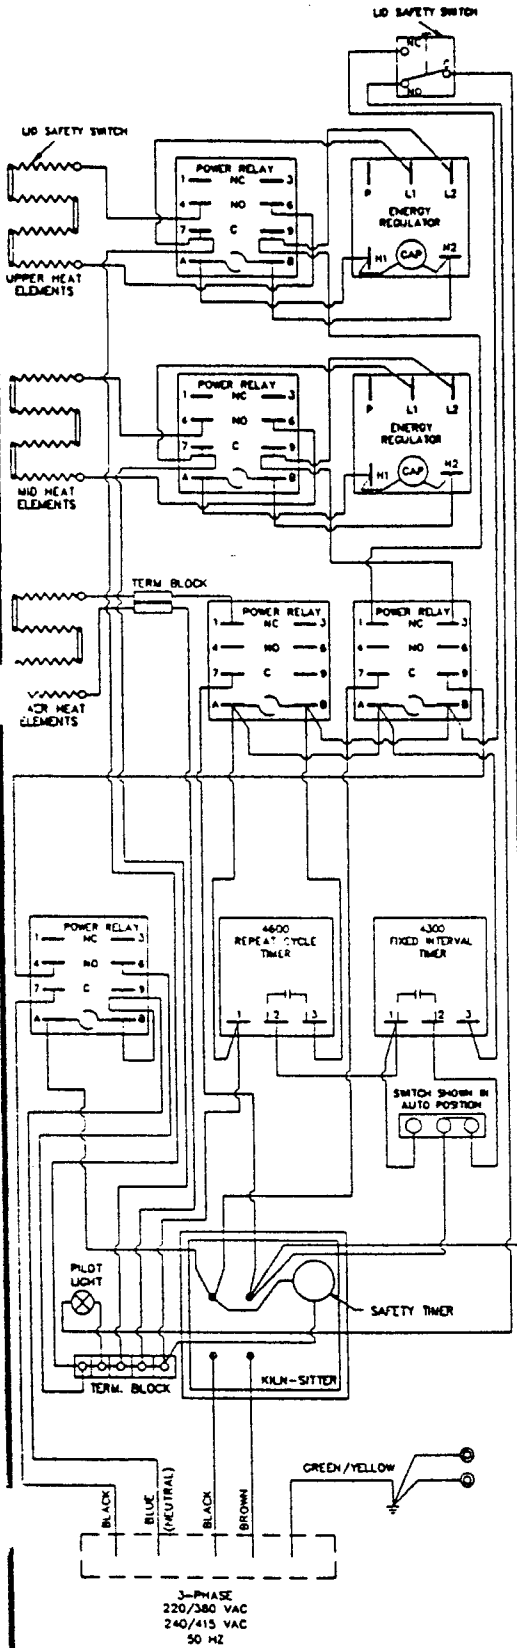 LID SAFETY SWITCH
NC
C
NO
LID SAFETY SWITCH
POWER RELAY
1 NC 3
4 NO 6
7 C 9
A B
P L1 L2
ENERGY
REGULATOR
H1 CAP H2
UPPER HEAT
ELEMENTS
POWER RELAY
1 NC 3
4 NO 6
7 C 9
A B
P L1 L2
ENERGY
REGULATOR
H1 CAP H2
MID HEAT
ELEMENTS
TERM. BLOCK
POWER RELAY
1 NC 3
4 NO 6
7 C 9
A B
POWER RELAY
1 NC 3
4 NO 6
7 C 9
A B
HEAT
ELEMENTS
POWER RELAY
1 NC 3
4 NO 6
7 C 9
A B
4600
REPEAT CYCLE
TIMER
1 2 3
4300
FIXED INTERVAL
TIMER
1 2 3
SWITCH SHOWN IN
AUTO POSITION
PILOT
LIGHT
SAFETY TIMER
TERM. BLOCK
KILN-SITTER
GREEN/YELLOW
BLACK
BLUE
(NEUTRAL)
BLACK
BROWN
3-PHASE
220/380 VAC
240/415 VAC
50 HZ